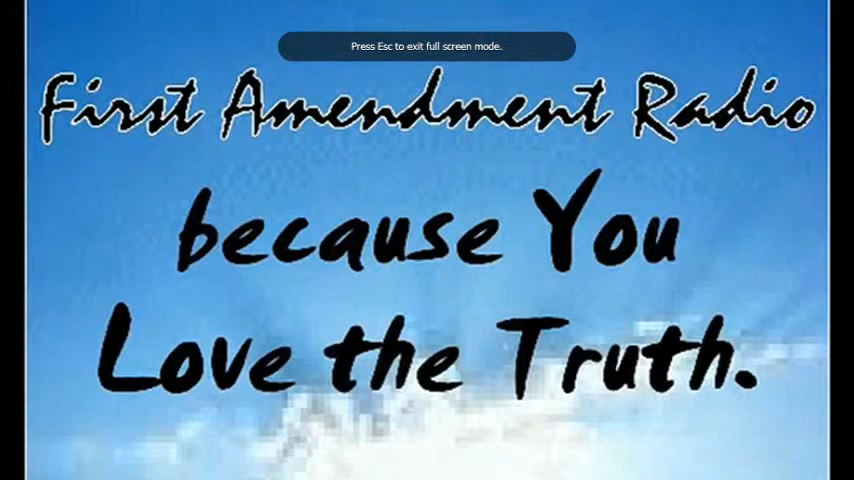 Press Esc to exit full screen mode.
First Amendment Radio
because You
Love the Truth.